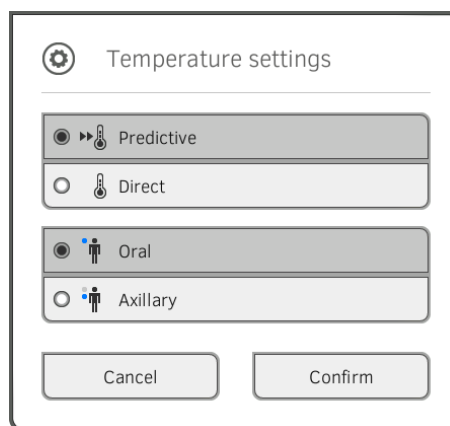 Temperature settings
Predictive
Direct
Oral
Axillary
Cancel Confirm